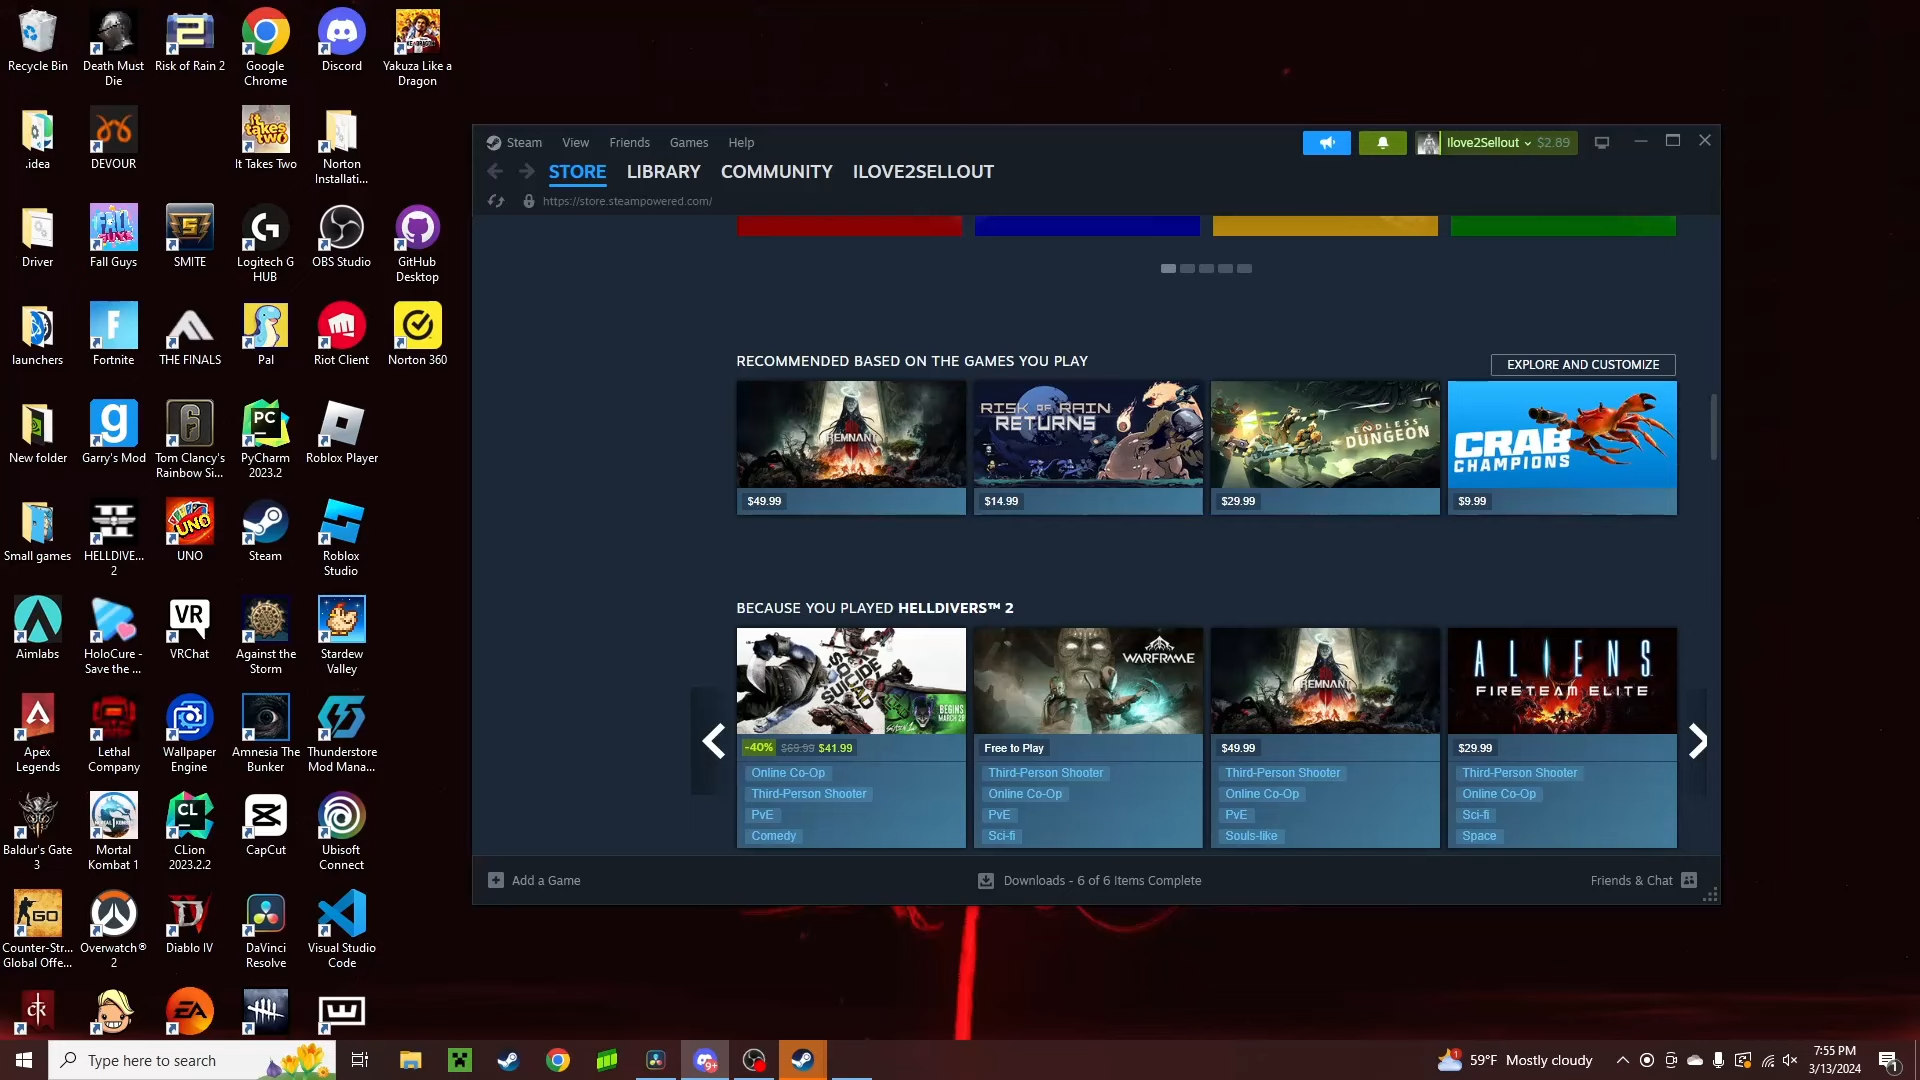 Recycle Bin
Death Must
Die
Risk of Rain 2
Google
Chrome
Discord
Yakuza Like a
Dragon
.idea
DEVOUR
It Takes Two
Norton
Installati...
Driver
Fall Guys
SMITE
Logitech G
HUB
OBS Studio
GitHub
Desktop
launchers
Fortnite
THE FINALS
Pal
Riot Client
Norton 360
New folder
Garry's Mod
Tom Clancy's
Rainbow Si...
PyCharm
2023.2
Roblox Player
Small games
HELLDIVE...
2
UNO
Steam
Roblox
Studio
Aimlabs
HoloCure -
Save the ...
VRChat
Against the
Storm
Stardew
Valley
Apex
Legends
Lethal
Company
Wallpaper
Engine
Amnesia The
Bunker
Thunderstore
Mod Mana...
Baldur's Gate
3
Mortal
Kombat 1
CLion
2023.2.2
CapCut
Ubisoft
Connect
Counter-Str...
Global Offe...
Overwatch®
2
Diablo IV
DaVinci
Resolve
Visual Studio
Code
Steam
View
Friends
Games
Help
Ilove2Sellout
$2.89
STORE
LIBRARY
COMMUNITY
ILOVE2SELLOUT
https://store.steampowered.com/
RECOMMENDED BASED ON THE GAMES YOU PLAY
EXPLORE AND CUSTOMIZE
REMNANT
RISK OF RAIN
RETURNS
ENDLESS
DUNGEON
CRAB
CHAMPIONS
$49.99
$14.99
$29.99
$9.99
BECAUSE YOU PLAYED HELLDIVERS™ 2
SUICIDE
SQUAD
BEGINS
MARCH 28
WARFRAME
REMNANT
ALIENS
FIRETEAM ELITE
-40% $69.99 $41.99
Free to Play
$49.99
$29.99
Online Co-Op
Third-Person Shooter
PvE
Comedy
Third-Person Shooter
Online Co-Op
PvE
Sci-fi
Third-Person Shooter
Online Co-Op
PvE
Souls-like
Third-Person Shooter
Online Co-Op
Sci-fi
Space
Add a Game
Downloads - 6 of 6 Items Complete
Friends & Chat
Type here to search
9+
59°F Mostly cloudy
7:55 PM
3/13/2024